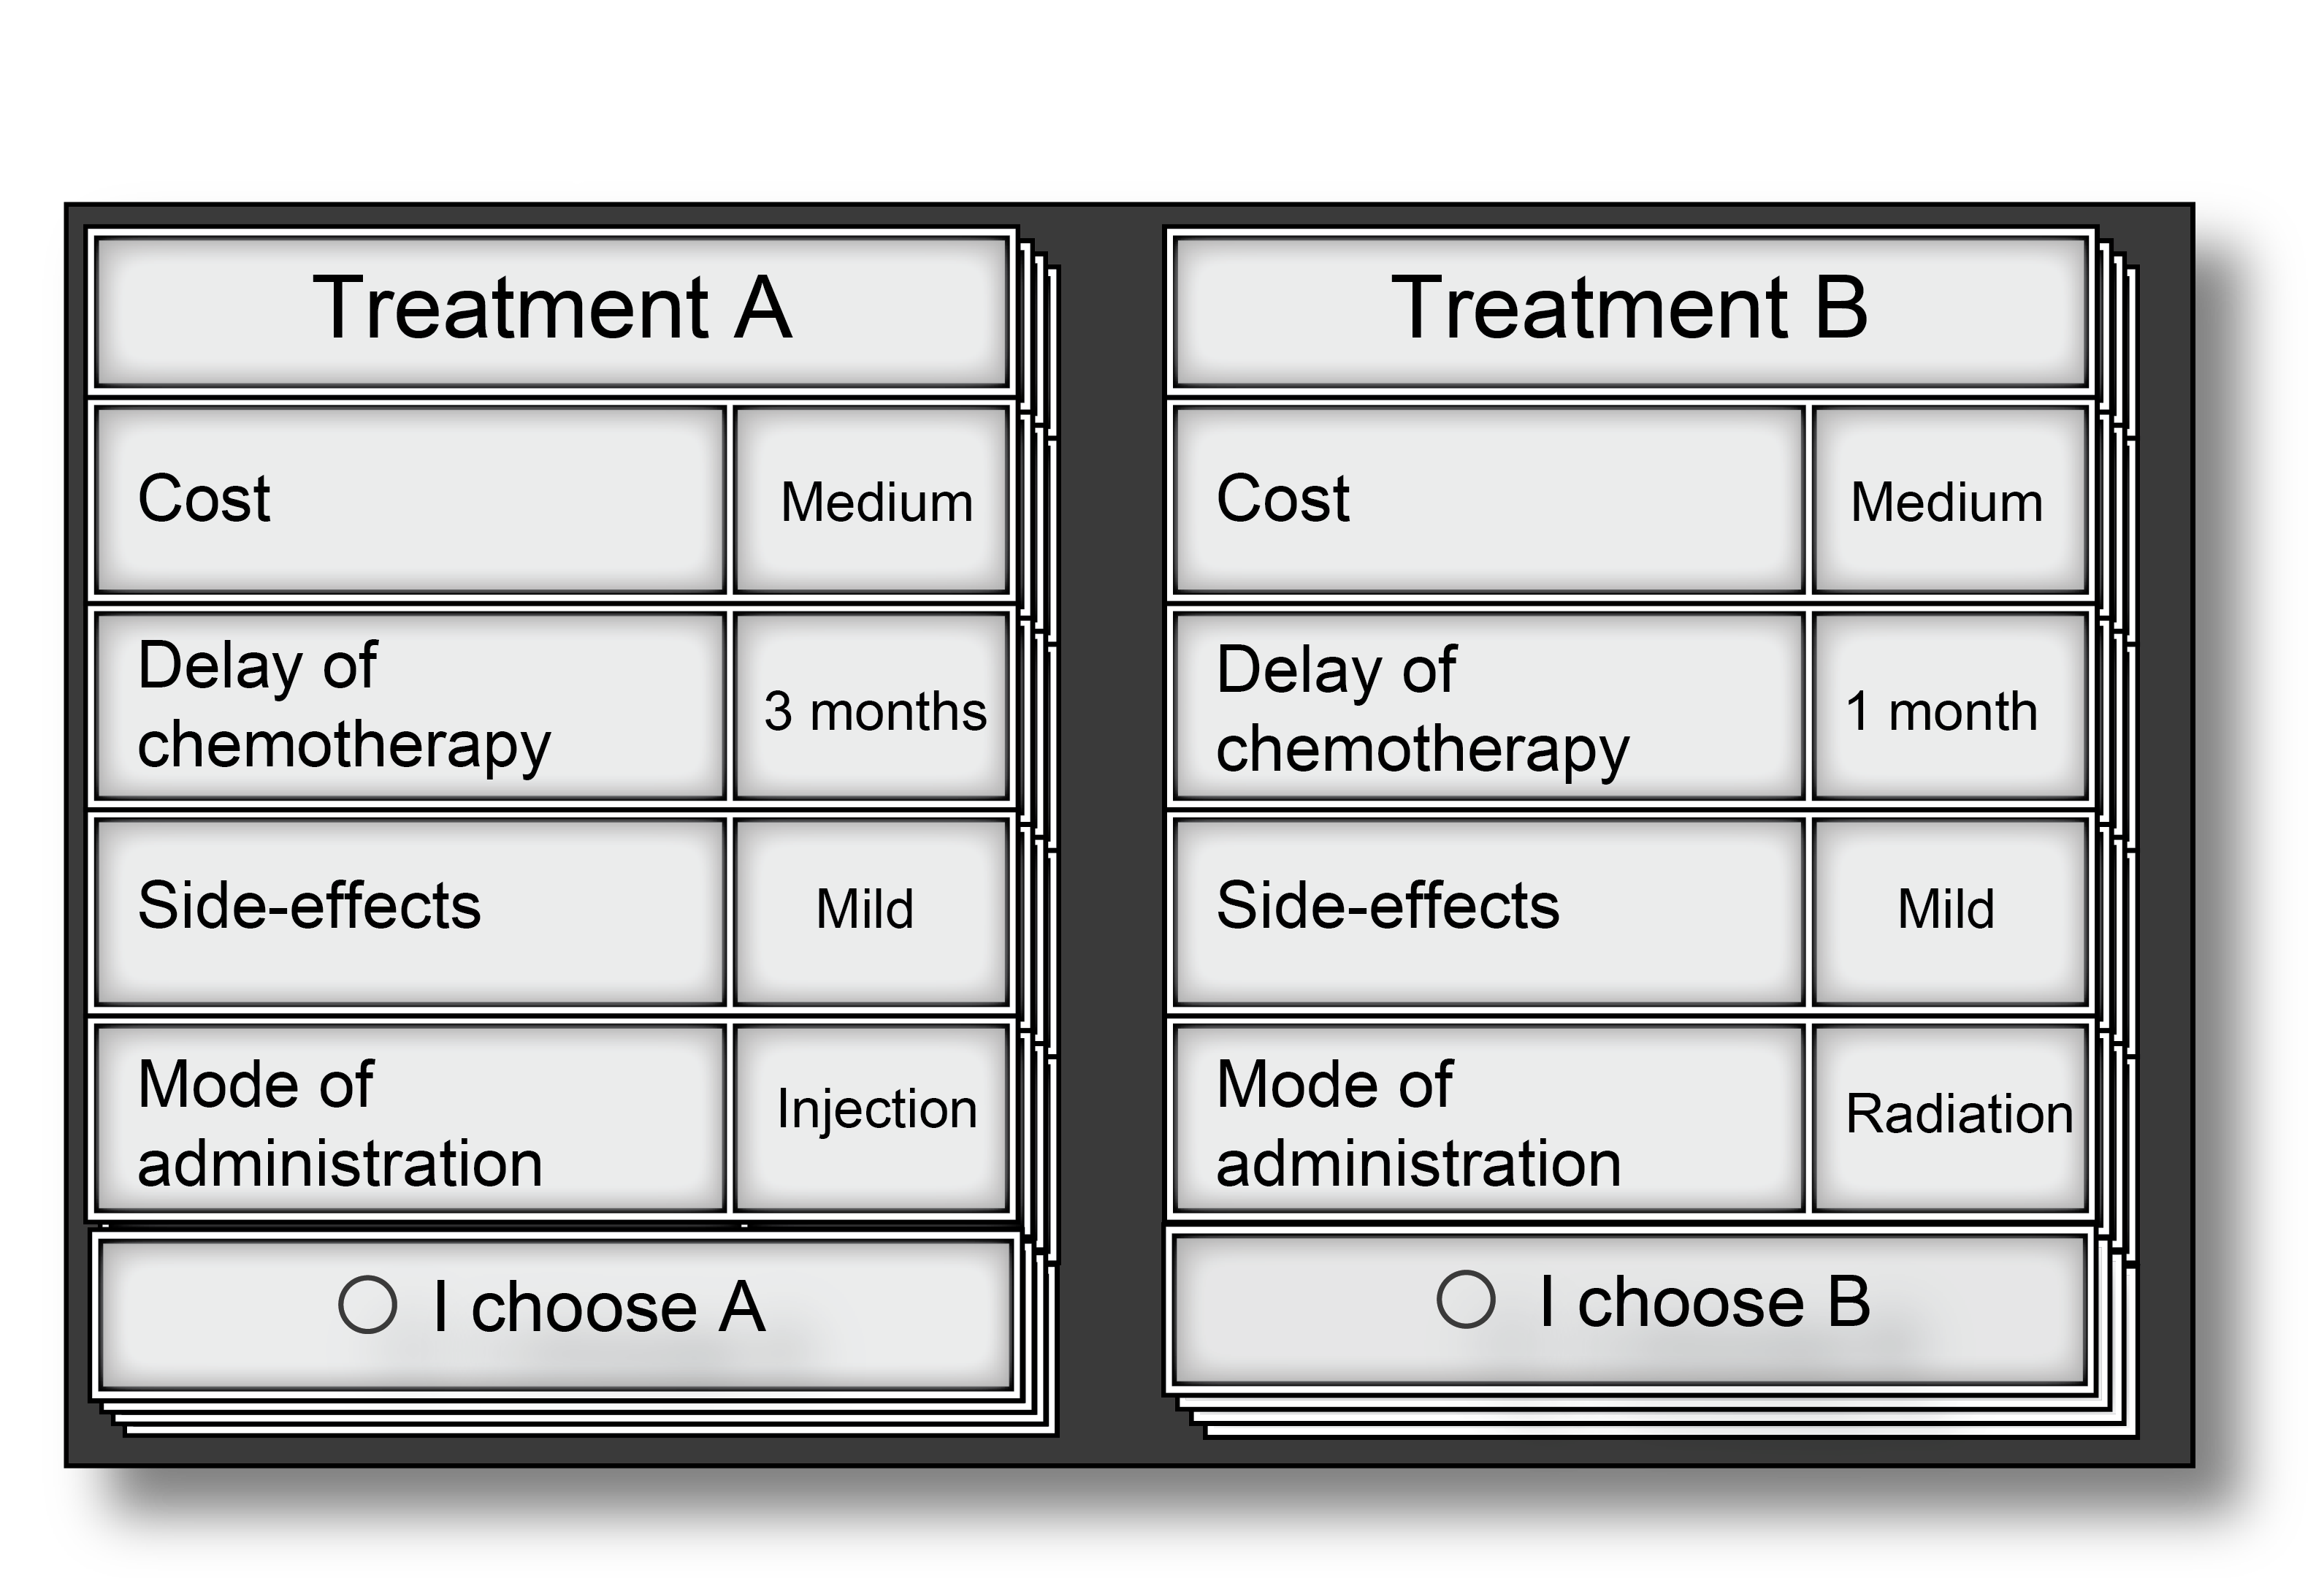 Treatment A
Cost
Medium
Delay of
chemotherapy
3 months
Side-effects
Mild
Mode of
administration
Injection
I choose A
Treatment B
Cost
Medium
Delay of
chemotherapy
1 month
Side-effects
Mild
Mode of
administration
Radiation
I choose B